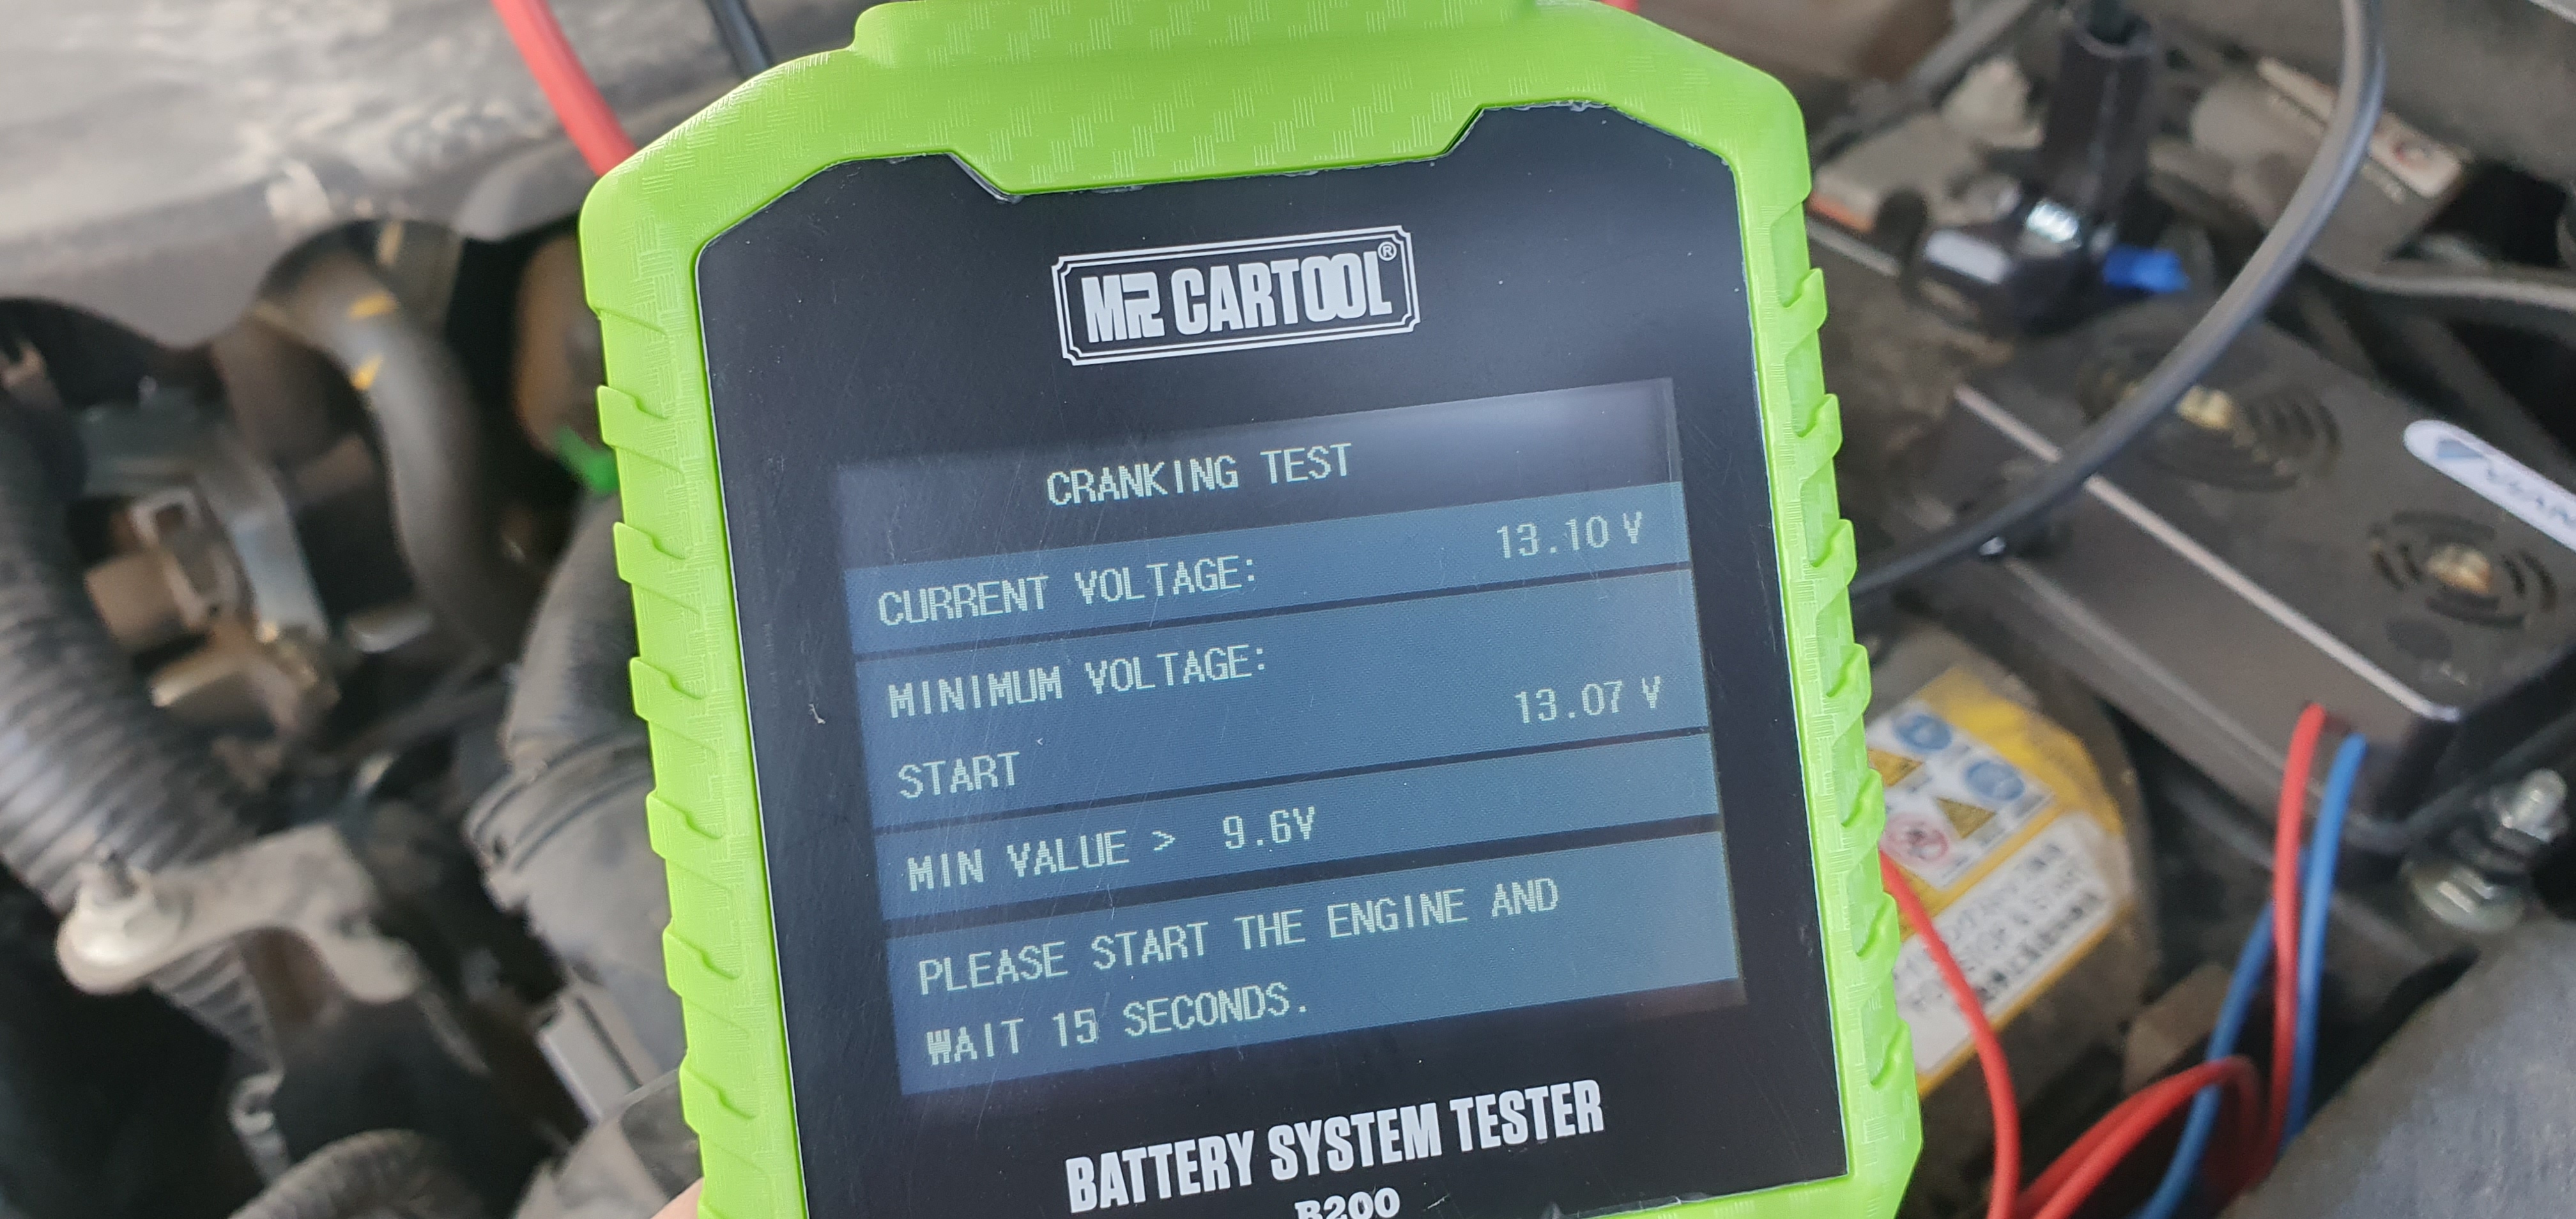 MR CARTOOL®
CRANKING TEST
CURRENT VOLTAGE: 13.10 V
MINIMUM VOLTAGE:
13.07 V
START
MIN VALUE > 9.6V
PLEASE START THE ENGINE AND
WAIT 15 SECONDS.
BATTERY SYSTEM TESTER
B200